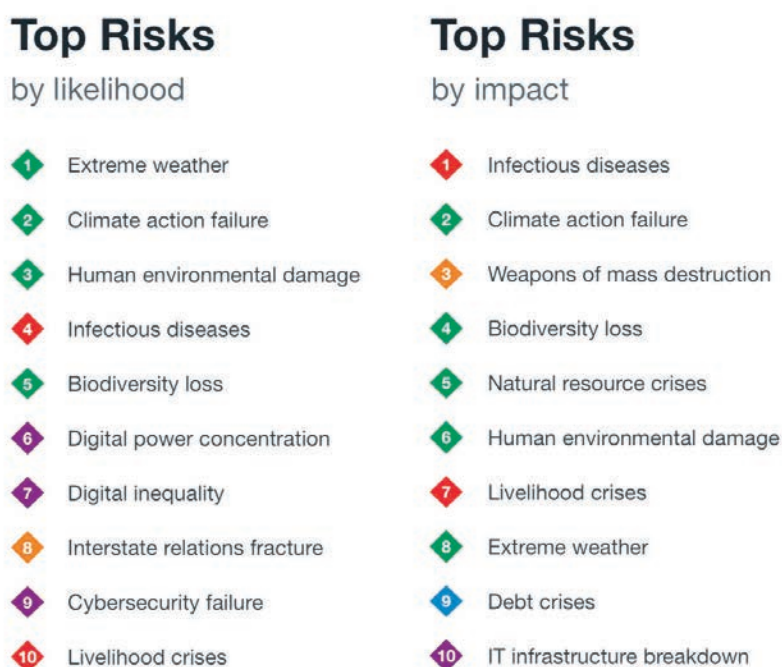 Top Risks
by likelihood
1 Extreme weather
2 Climate action failure
3 Human environmental damage
4 Infectious diseases
5 Biodiversity loss
6 Digital power concentration
7 Digital inequality
8 Interstate relations fracture
9 Cybersecurity failure
10 Livelihood crises
Top Risks
by impact
1 Infectious diseases
2 Climate action failure
3 Weapons of mass destruction
4 Biodiversity loss
5 Natural resource crises
6 Human environmental damage
7 Livelihood crises
8 Extreme weather
9 Debt crises
10 IT infrastructure breakdown